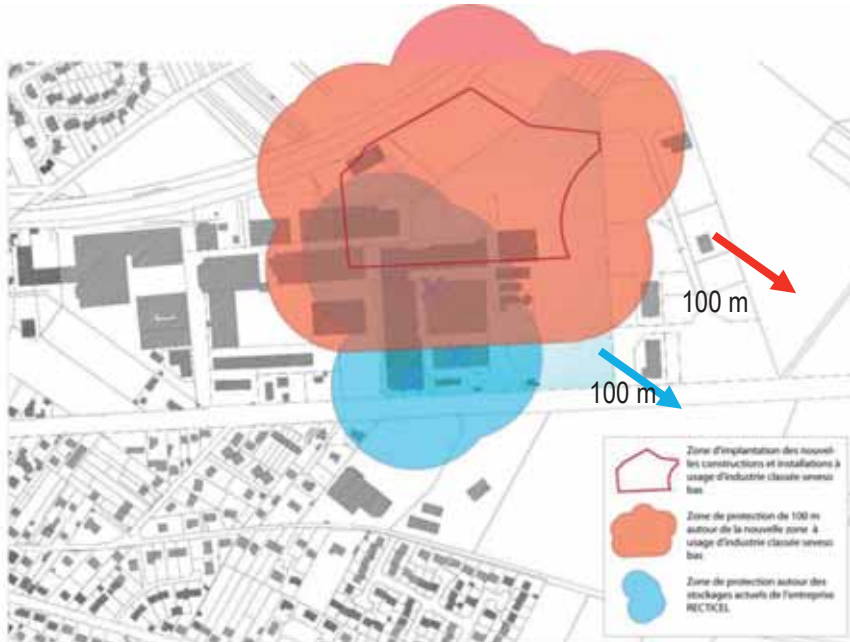 100 m
100 m
Zone d'implantation des nouvel-
les constructions et installations à
usage d'industrie classée seveso
bas
Zone de protection de 100 m
autour de la nouvelle zone à
usage d'industrie classée seveso
bas
Zone de protection autour des
stockages actuels de l'entreprise
RECTICEL